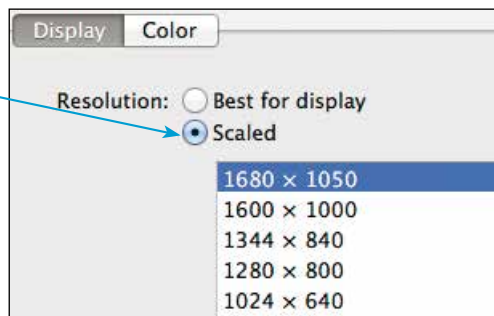 Display Color
Resolution: Best for display
Scaled
1680 × 1050
1600 × 1000
1344 × 840
1280 × 800
1024 × 640